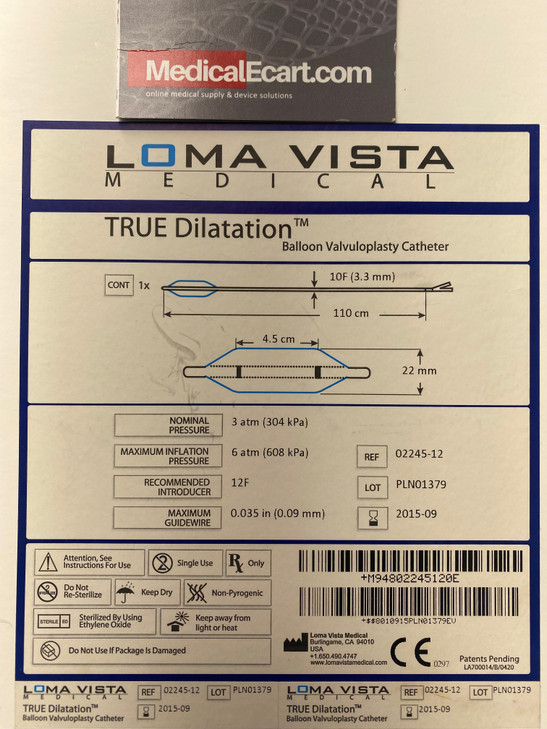 MedicalEcart.com
online medical supply & device solutions
LOMA VISTA
MEDICAL
TRUE Dilatation™
Balloon Valvuloplasty Catheter
CONT 1x
10F (3.3 mm)
110 cm
4.5 cm
22 mm
NOMINAL PRESSURE 3 atm (304 kPa)
MAXIMUM INFLATION PRESSURE 6 atm (608 kPa)
REF 02245-12
RECOMMENDED INTRODUCER 12F
LOT PLN01379
MAXIMUM GUIDEWIRE 0.035 in (0.09 mm)
2015-09
Attention, See Instructions For Use
Single Use
Rx Only
Do Not Re-Sterilize
Keep Dry
Non-Pyrogenic
STERILE EO Sterilized By Using Ethylene Oxide
Keep away from light or heat
Do Not Use If Package Is Damaged
+M94802245120E
+$$8010915PLN01379EV
Loma Vista Medical
Burlingame, CA 94010
USA
+1.650.490.4747
www.lomavistamedical.com
CE 0297
Patents Pending
LA700014/B/0420
LOMA VISTA
MEDICAL
REF 02245-12 LOT PLN01379
TRUE Dilatation™
Balloon Valvuloplasty Catheter
2015-09
LOMA VISTA
MEDICAL
REF 02245-12 LOT PLN01379
TRUE Dilatation™
Balloon Valvuloplasty Catheter
2015-09